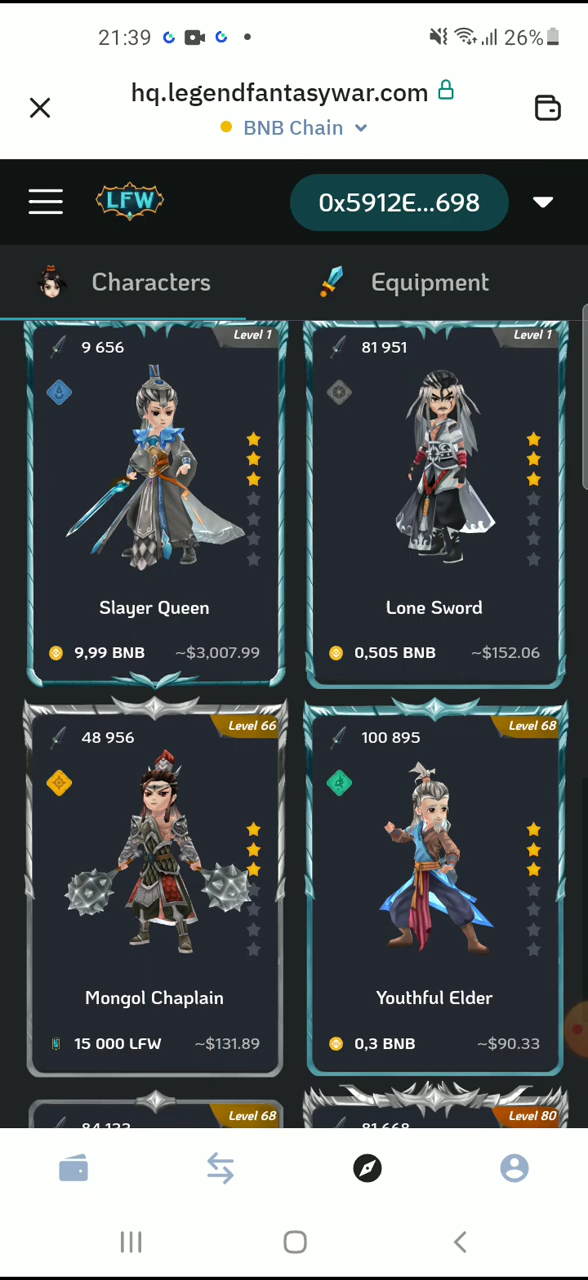 21:39
26%
hq.legendfantasywar.com
BNB Chain
LFW
0x5912E...698
Characters
Equipment
9 656
Level 1
81 951
Level 1
Slayer Queen
Lone Sword
9,99 BNB
~$3,007.99
0,505 BNB
~$152.06
48 956
Level 66
100 895
Level 68
Mongol Chaplain
Youthful Elder
15 000 LFW
~$131.89
0,3 BNB
~$90.33
Level 68
Level 80